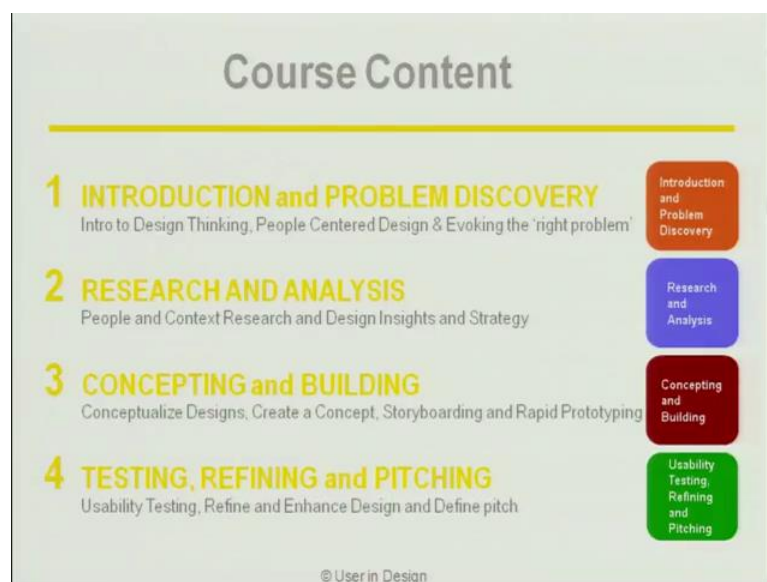 Course Content
1 INTRODUCTION and PROBLEM DISCOVERY
Intro to Design Thinking, People Centered Design & Evoking the 'right problem'
Introduction
and
Problem
Discovery
2 RESEARCH AND ANALYSIS
People and Context Research and Design Insights and Strategy
Research
and
Analysis
3 CONCEPTING and BUILDING
Conceptualize Designs, Create a Concept, Storyboarding and Rapid Prototyping
Concepting
and
Building
4 TESTING, REFINING and PITCHING
Usability Testing, Refine and Enhance Design and Define pitch
Usability
Testing,
Refining
and
Pitching
© User in Design